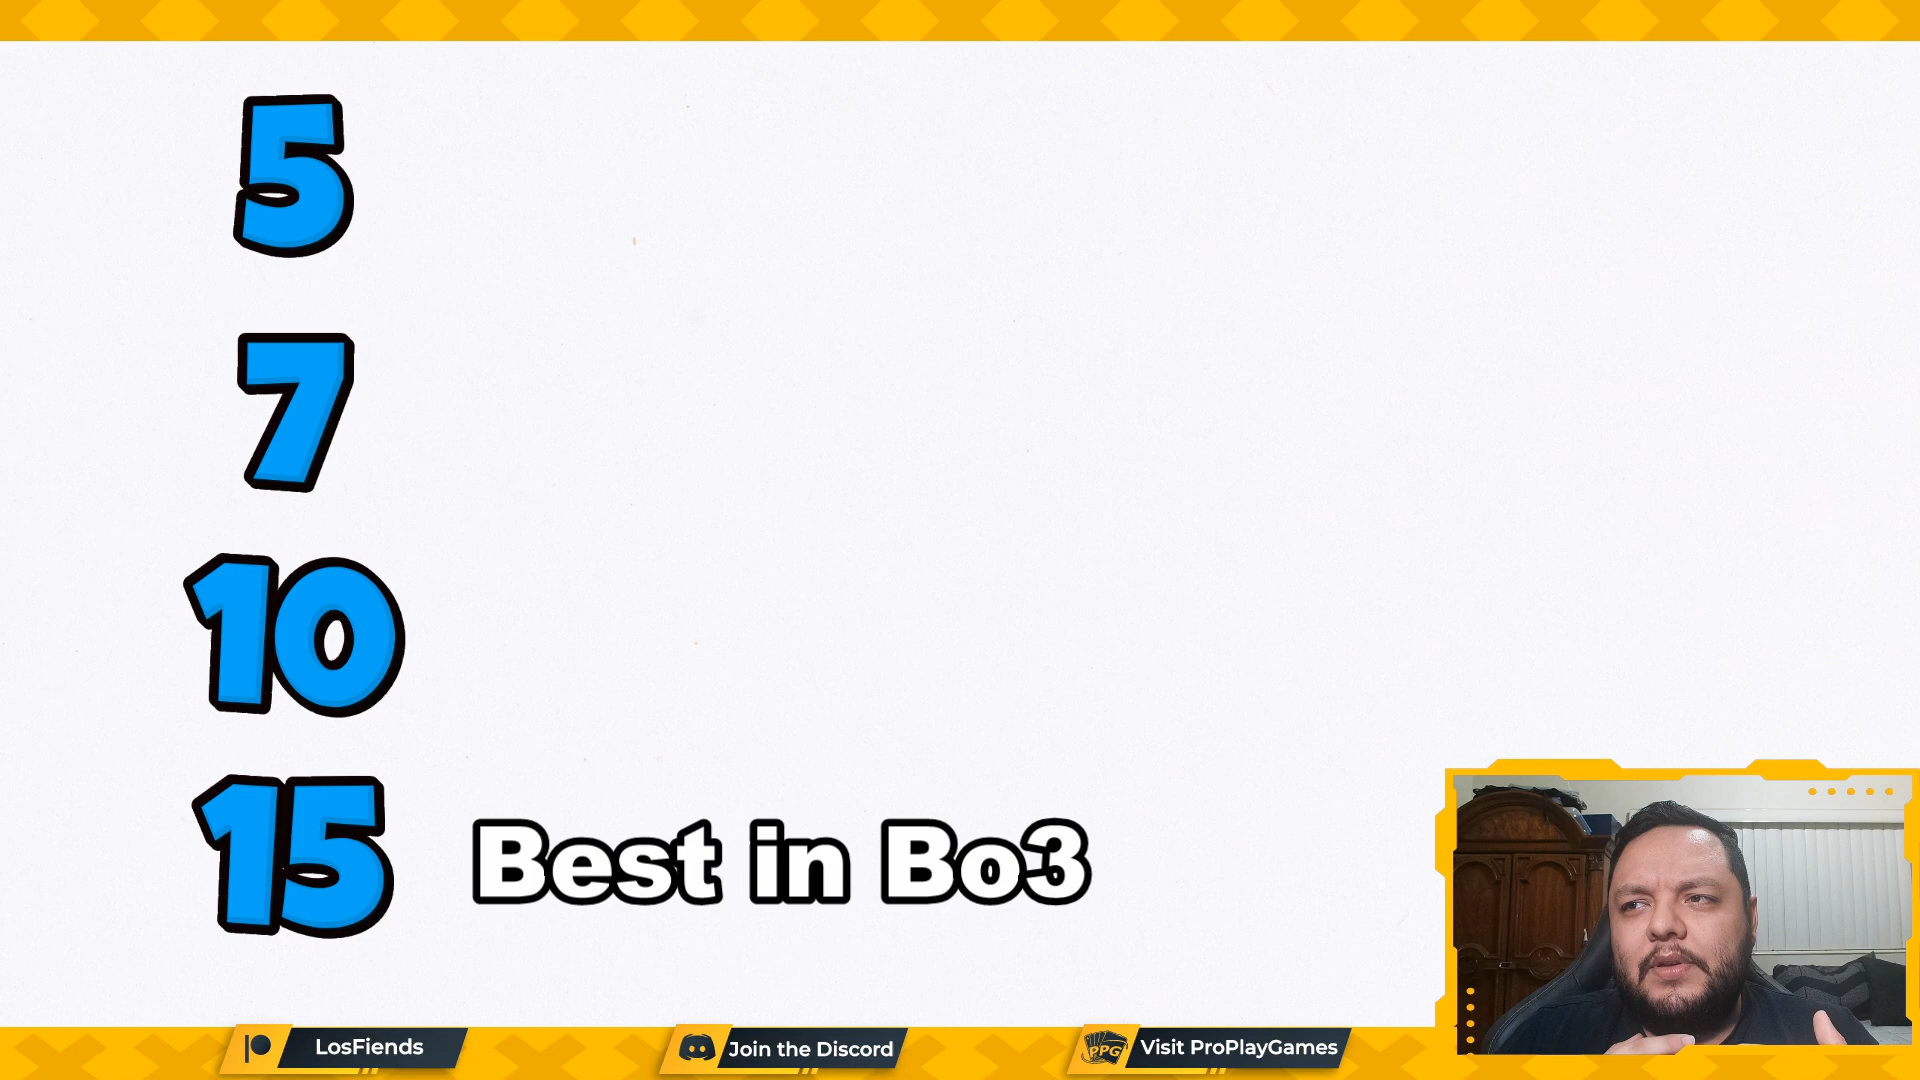 5
7
10
15 Best in Bo3
LosFiends
Join the Discord
PPG
Visit ProPlayGames